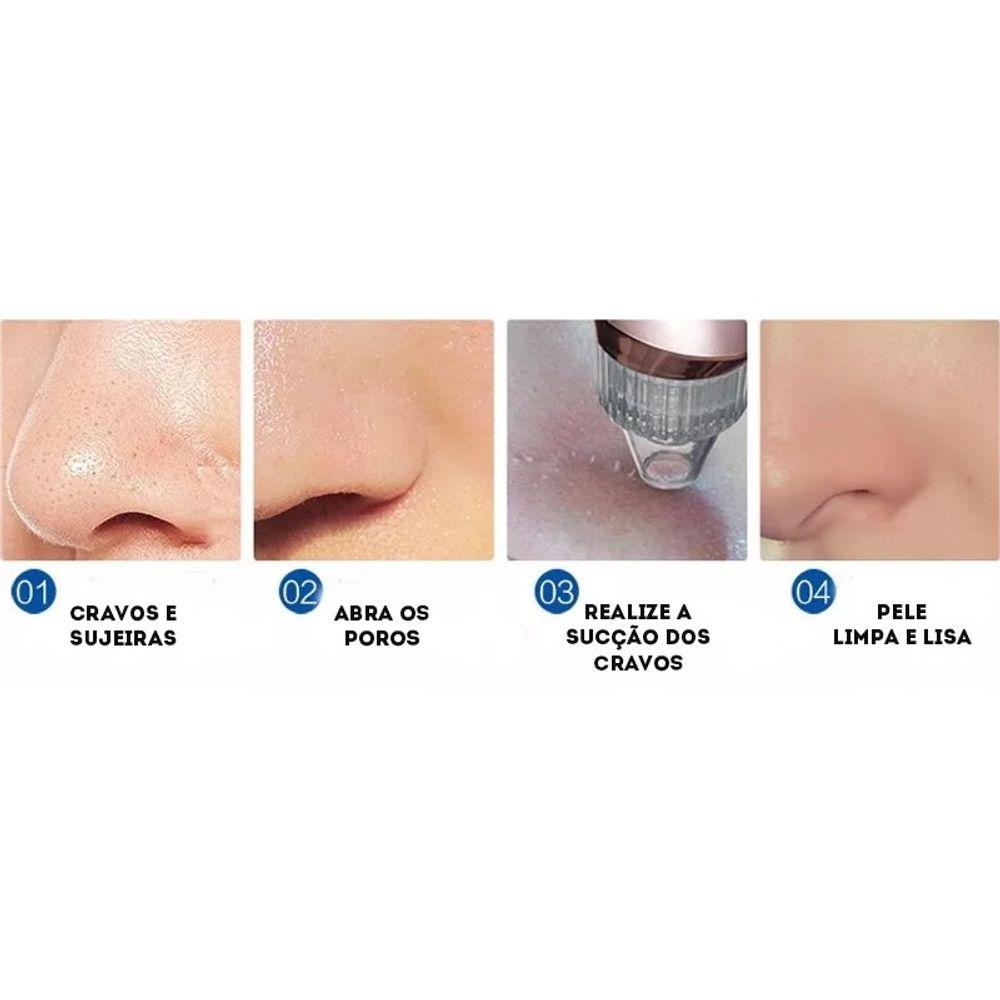 01
CRAVOS E
SUJEIRAS
02
ABRA OS
POROS
03
REALIZE A
SUCÇÃO DOS
CRAVOS
04
PELE
LIMPA E LISA